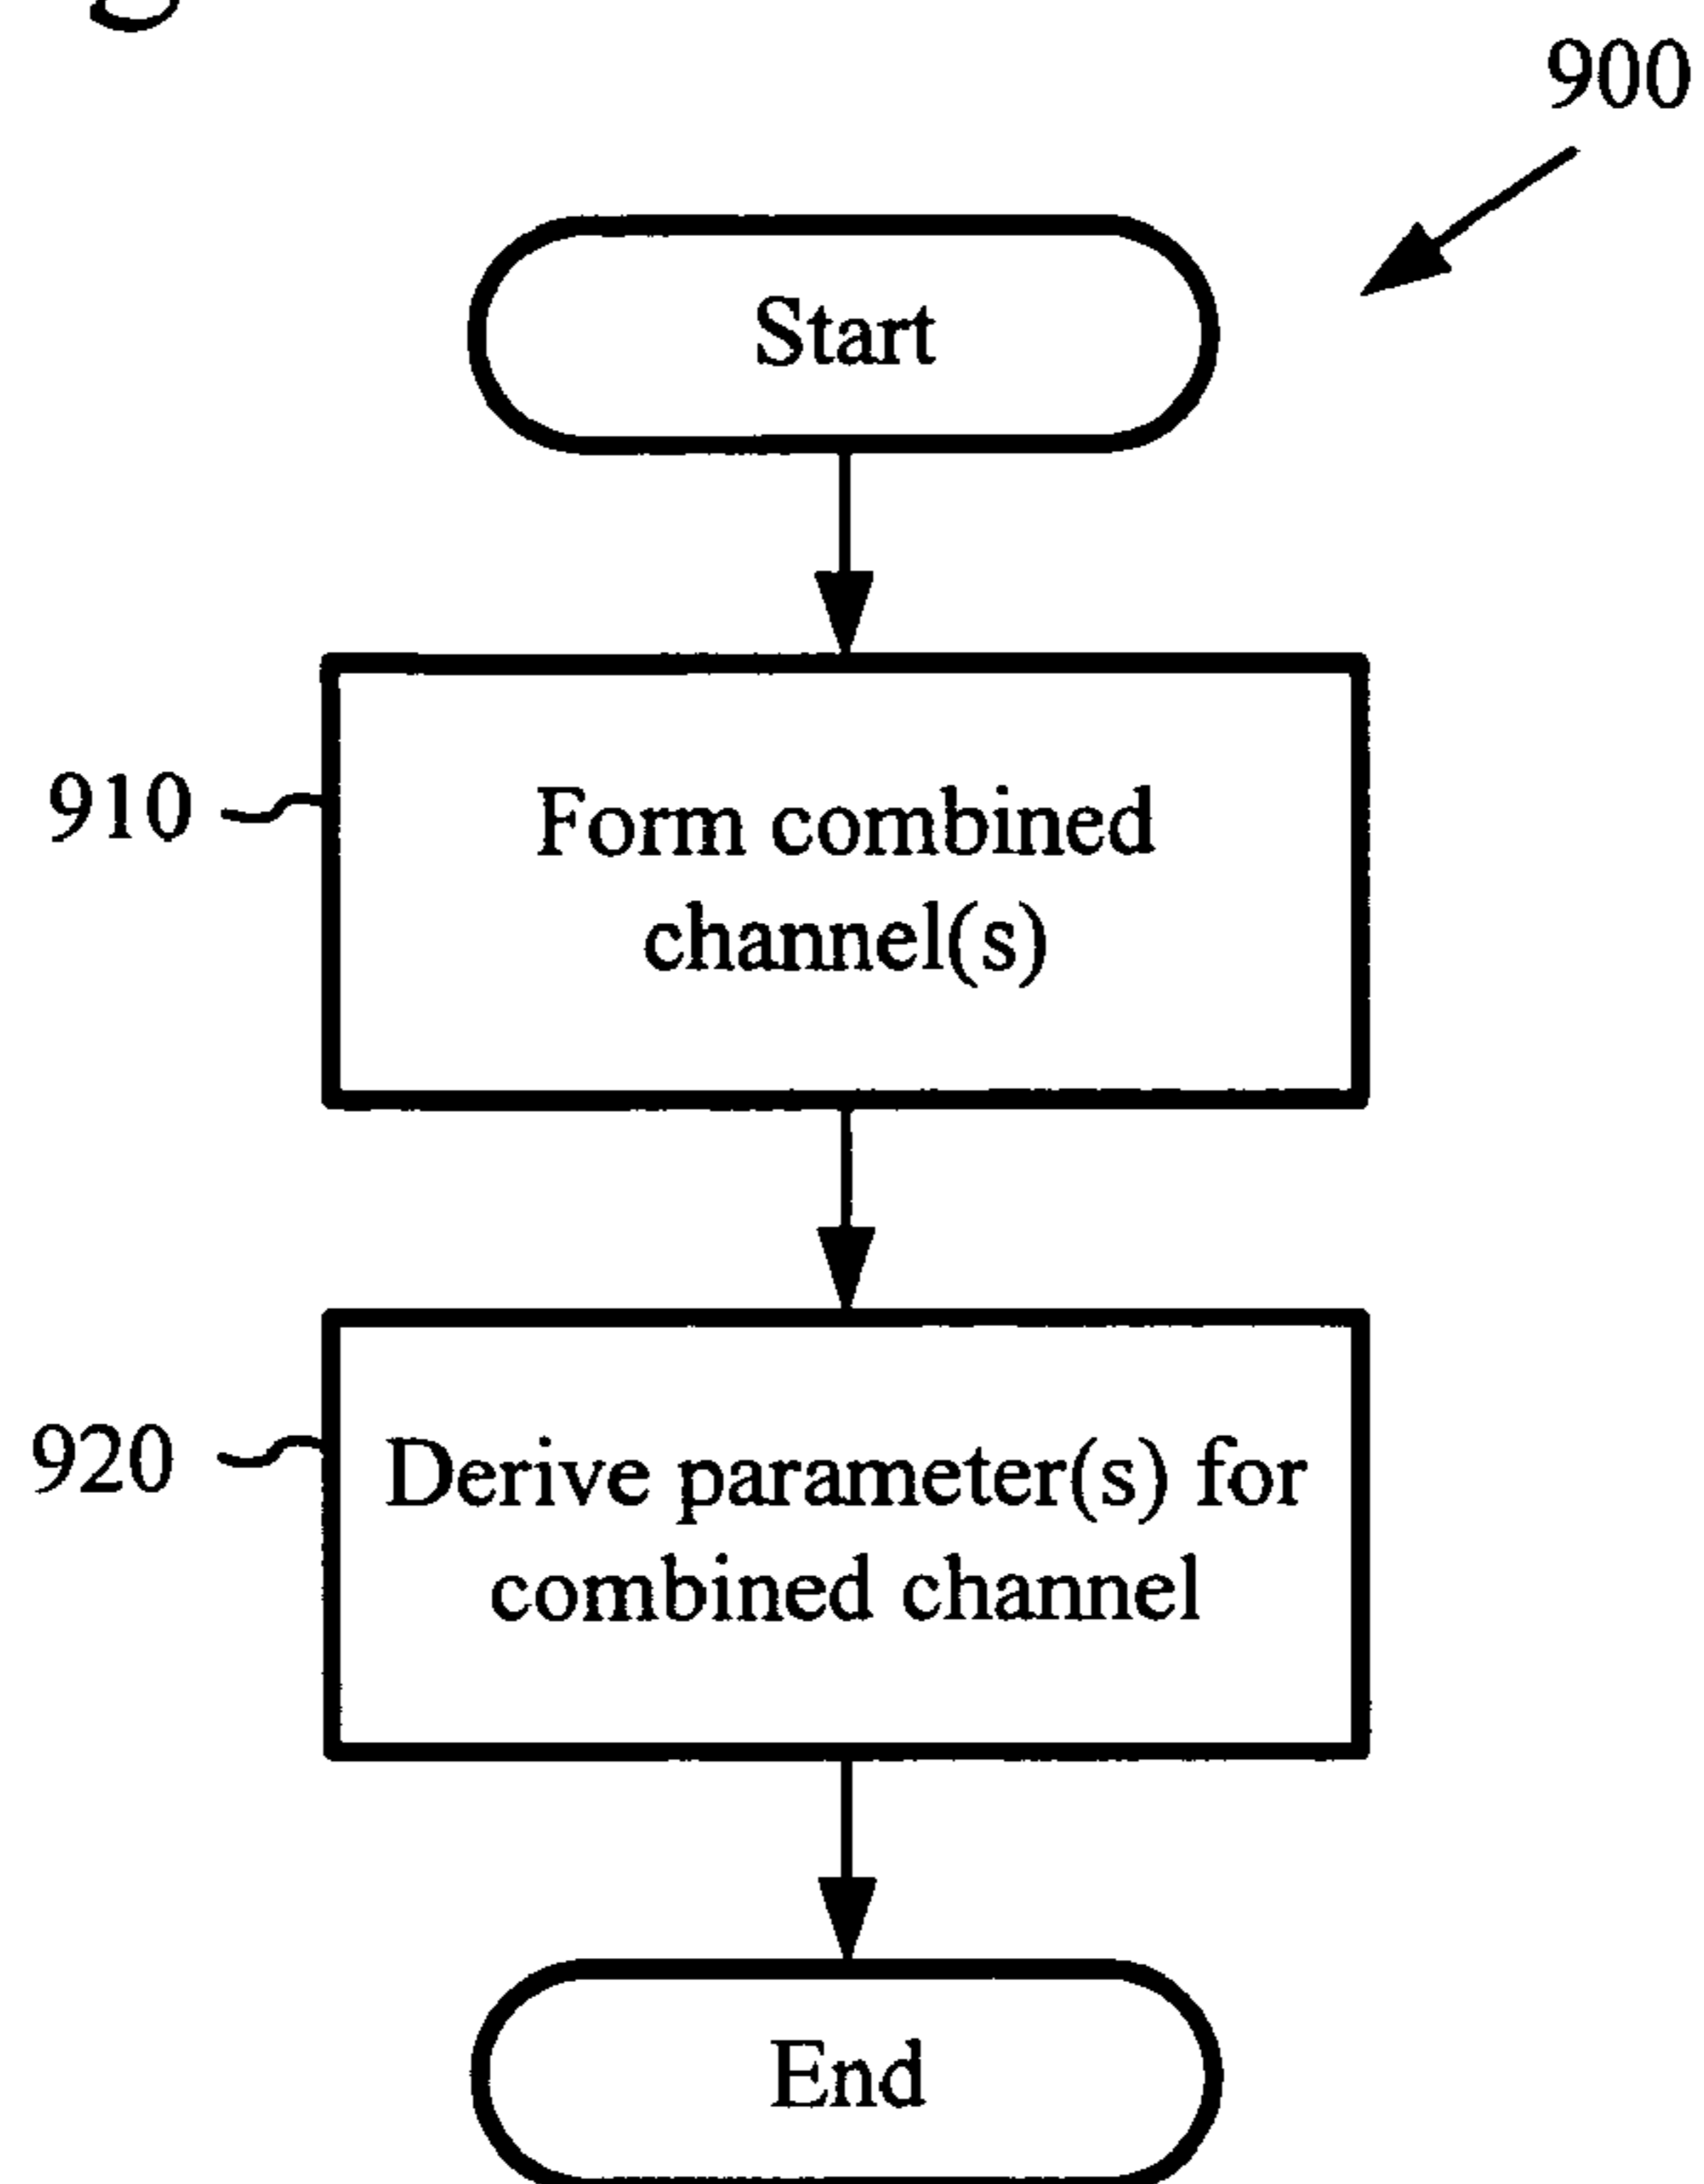 900
Start
910
Form combined
channel(s)
920
Derive parameter(s) for
combined channel
End